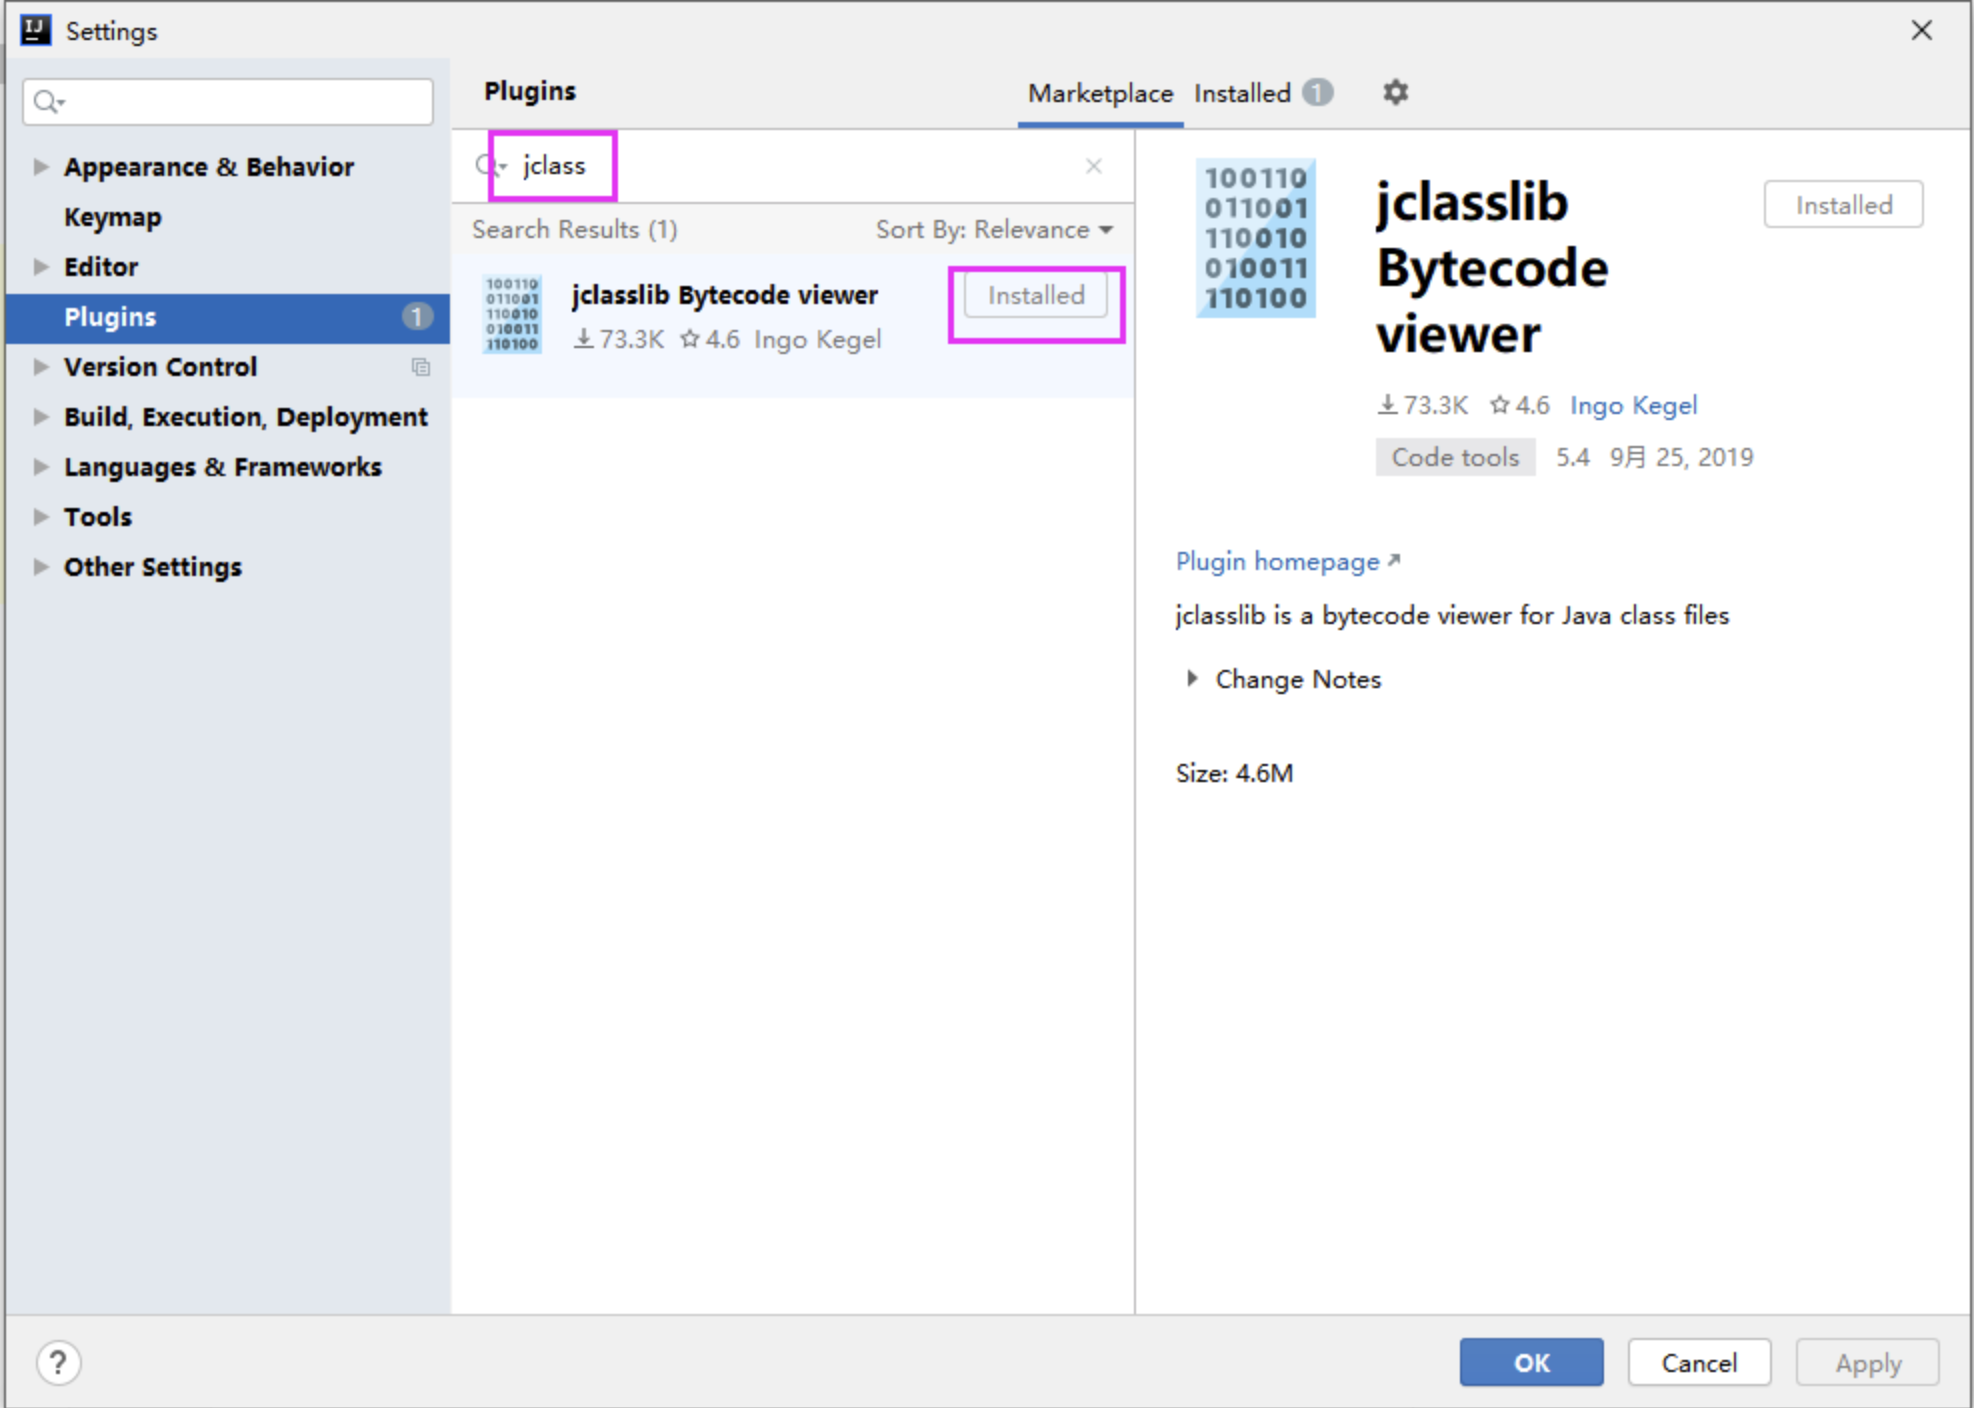 Settings
Plugins
Marketplace Installed 1
Appearance & Behavior
Keymap
Editor
Plugins 1
Version Control
Build, Execution, Deployment
Languages & Frameworks
Tools
Other Settings
jclass
Search Results (1) Sort By: Relevance
100110
011001
110010
010011
110100
jclasslib Bytecode viewer
Installed
73.3K 4.6 Ingo Kegel
100110
011001
110010
010011
110100
jclasslib
Bytecode
viewer
Installed
73.3K 4.6 Ingo Kegel
Code tools 5.4 9月 25, 2019
Plugin homepage
jclasslib is a bytecode viewer for Java class files
Change Notes
Size: 4.6M
?
OK Cancel Apply